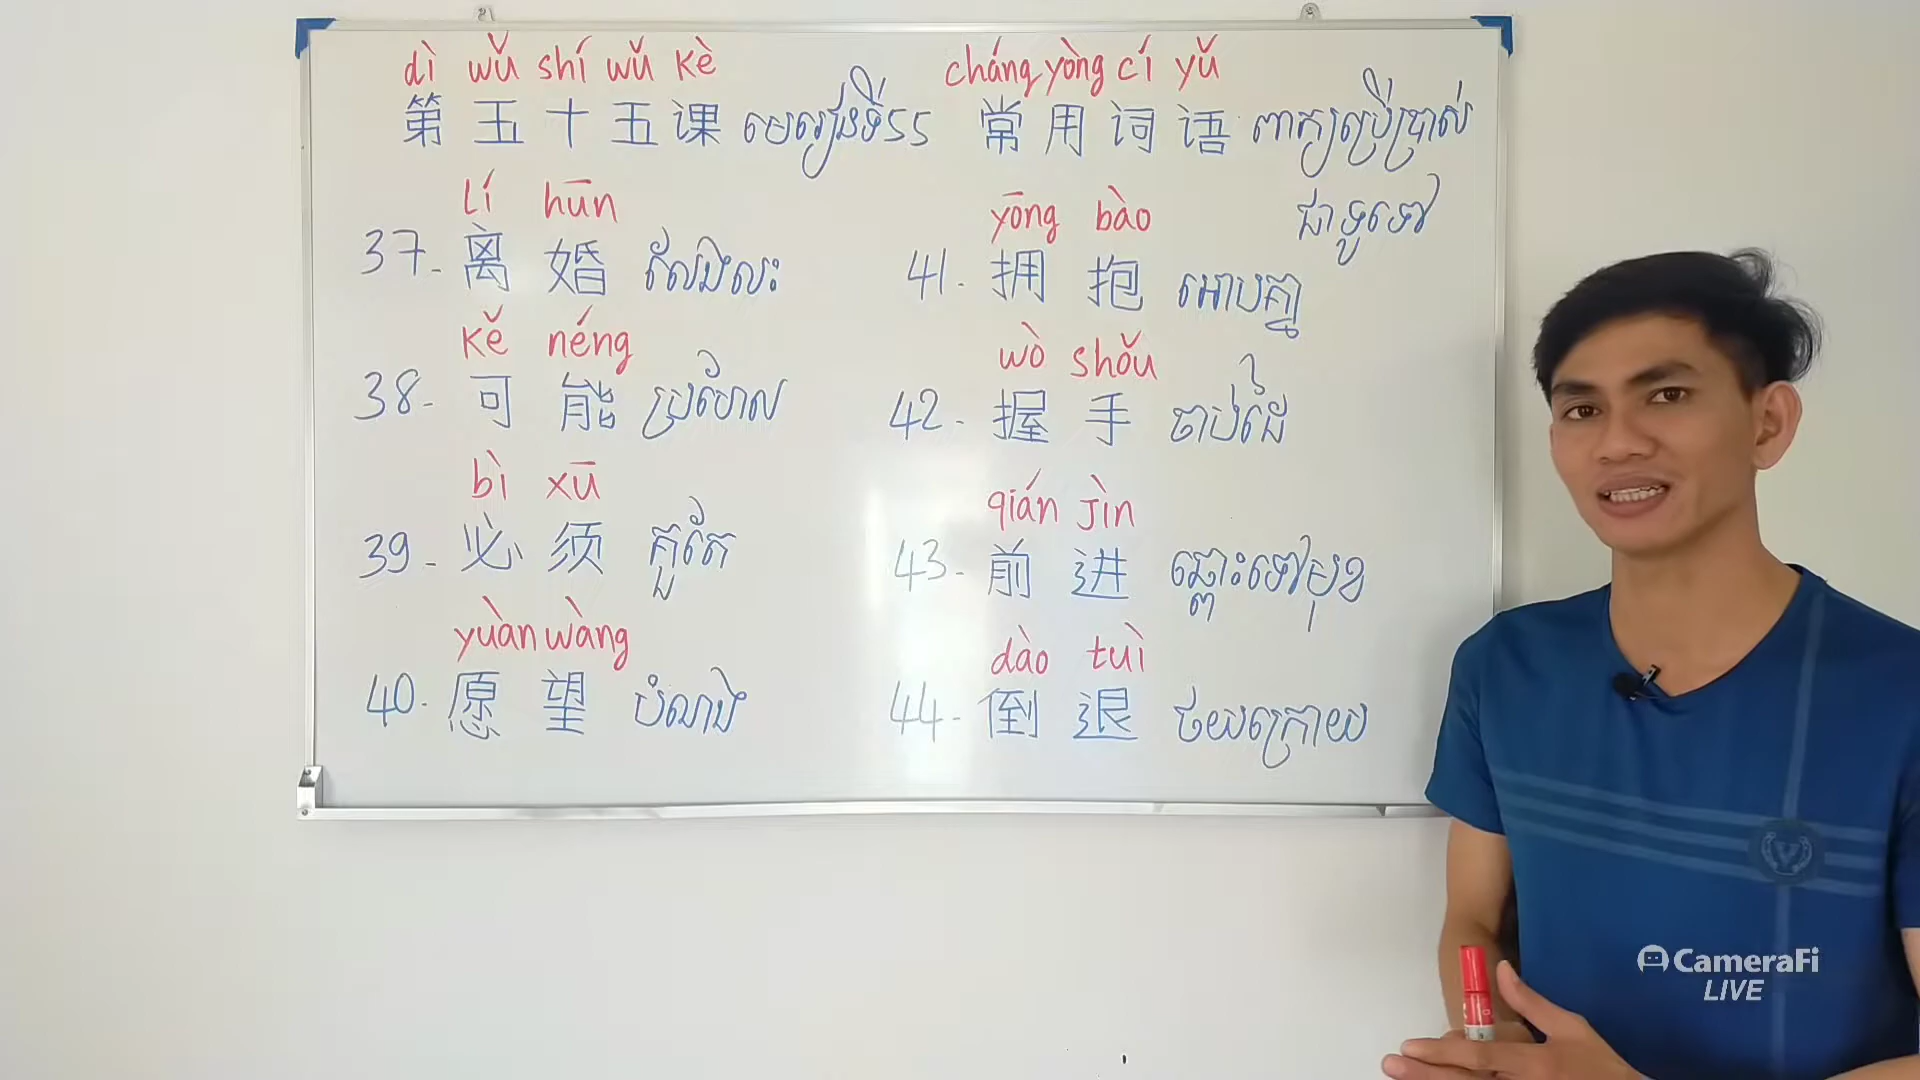 dì wǔ shí wǔ kè
第五十五课 មេរៀនទី55
lí hūn
37. 离婚 លែងលះ
kě néng
38. 可能 ប្រហែល
bì xū
39. 必须 គួរតែ
yuàn wàng
40. 愿望 បំណង
cháng yòng cí yǔ
常用词语 ពាក្យប្រើប្រាស់
ជាទូទៅ
yōng bào
41. 拥抱 អោបគ្នា
wò shǒu
42. 握手 ចាប់ដៃ
qián jìn
43. 前进 ឆ្ពោះទៅមុខ
dào tuì
44. 倒退 ថយក្រោយ
CameraFi
LIVE